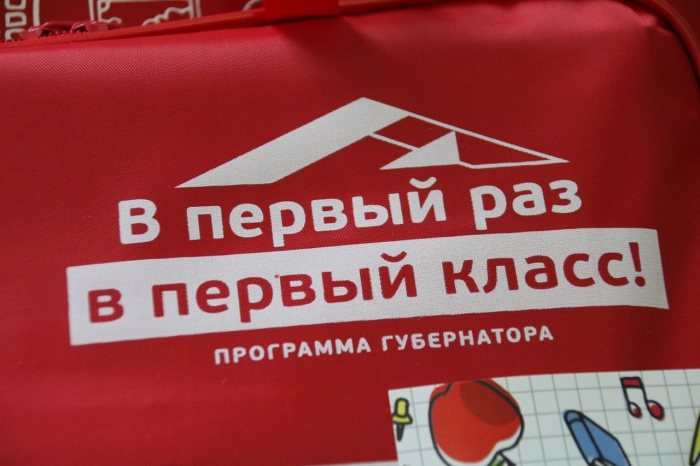 В первый раз
в первый класс!
ПРОГРАММА ГУБЕРНАТОРА